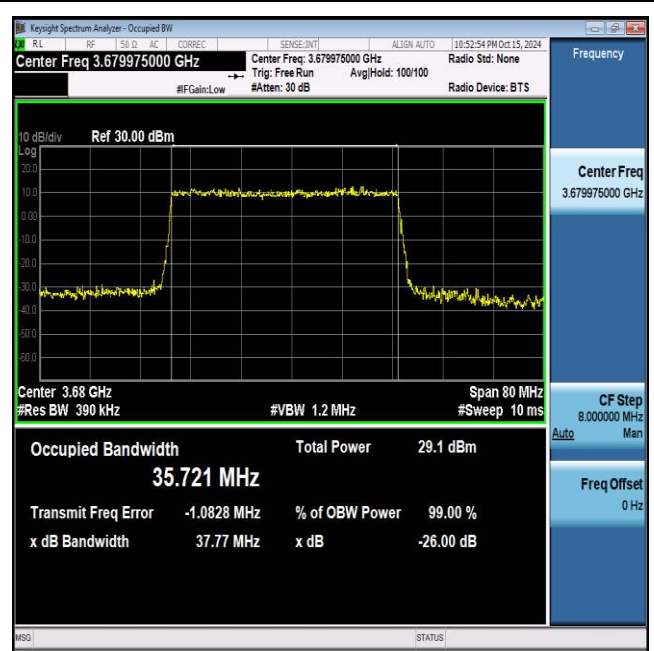 Keysight Spectrum Analyzer - Occupied BW
RL RF 50 Ω AC CORREC SENSE:INT ALIGN AUTO 10:52:54 PM Oct 15, 2024
Center Freq 3.679975000 GHz
Center Freq: 3.679975000 GHz
Radio Std: None
Trig: Free Run Avg|Hold: 100/100
#IFGain:Low #Atten: 30 dB Radio Device: BTS
Frequency
10 dB/div Ref 30.00 dBm
Log
20.0
10.0
0.00
-10.0
-20.0
-30.0
-40.0
-50.0
-60.0
Center 3.68 GHz Span 80 MHz
#Res BW 390 kHz #VBW 1.2 MHz #Sweep 10 ms
Occupied Bandwidth Total Power 29.1 dBm
35.721 MHz
Transmit Freq Error -1.0828 MHz % of OBW Power 99.00 %
x dB Bandwidth 37.77 MHz x dB -26.00 dB
Center Freq
3.679975000 GHz
CF Step
8.000000 MHz
Auto Man
Freq Offset
0 Hz
MSG STATUS